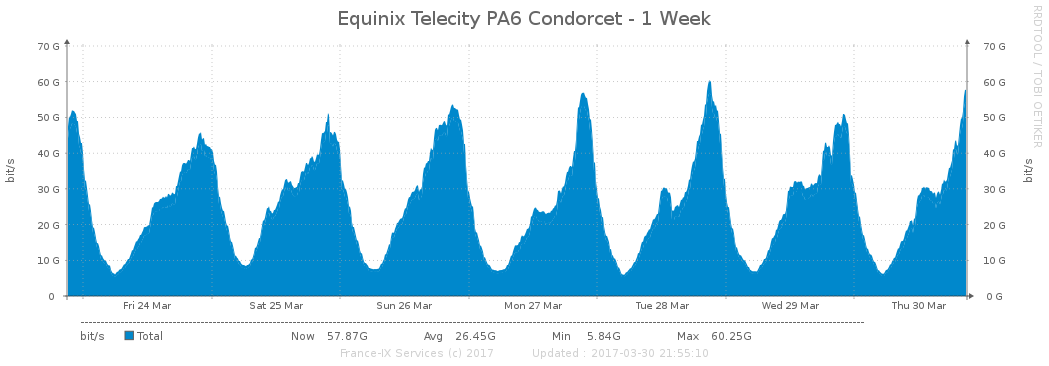 Equinix Telecity PA6 Condorcet - 1 Week
RRDTOOL / TOBI OETIKER
bit/s
70 G
60 G
50 G
40 G
30 G
20 G
10 G
0
70 G
60 G
50 G
40 G
30 G
20 G
10 G
0 G
bit/s
Fri 24 Mar Sat 25 Mar Sun 26 Mar Mon 27 Mar Tue 28 Mar Wed 29 Mar Thu 30 Mar
bit/s Total Now 57.87G Avg 26.45G Min 5.84G Max 60.25G
France-IX Services (c) 2017 Updated : 2017-03-30 21:55:10